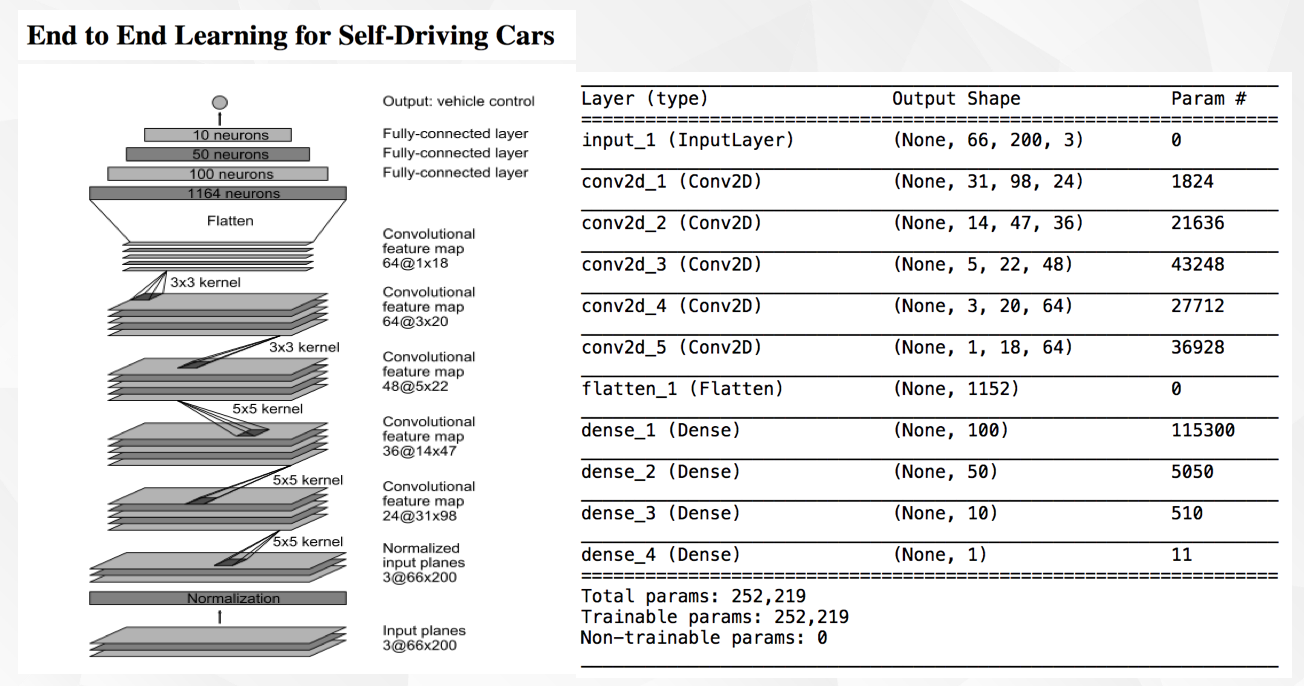 End to End Learning for Self-Driving Cars
Output: vehicle control
10 neurons
Fully-connected layer
50 neurons
Fully-connected layer
100 neurons
Fully-connected layer
1164 neurons
Flatten
Convolutional
feature map
64@1x18
3x3 kernel
Convolutional
feature map
64@3x20
3x3 kernel
Convolutional
feature map
48@5x22
5x5 kernel
Convolutional
feature map
36@14x47
5x5 kernel
Convolutional
feature map
24@31x98
5x5 kernel
Normalized
input planes
3@66x200
Normalization
Input planes
3@66x200
Layer (type) Output Shape Param #
input_1 (InputLayer) (None, 66, 200, 3) 0
conv2d_1 (Conv2D) (None, 31, 98, 24) 1824
conv2d_2 (Conv2D) (None, 14, 47, 36) 21636
conv2d_3 (Conv2D) (None, 5, 22, 48) 43248
conv2d_4 (Conv2D) (None, 3, 20, 64) 27712
conv2d_5 (Conv2D) (None, 1, 18, 64) 36928
flatten_1 (Flatten) (None, 1152) 0
dense_1 (Dense) (None, 100) 115300
dense_2 (Dense) (None, 50) 5050
dense_3 (Dense) (None, 10) 510
dense_4 (Dense) (None, 1) 11
Total params: 252,219
Trainable params: 252,219
Non-trainable params: 0